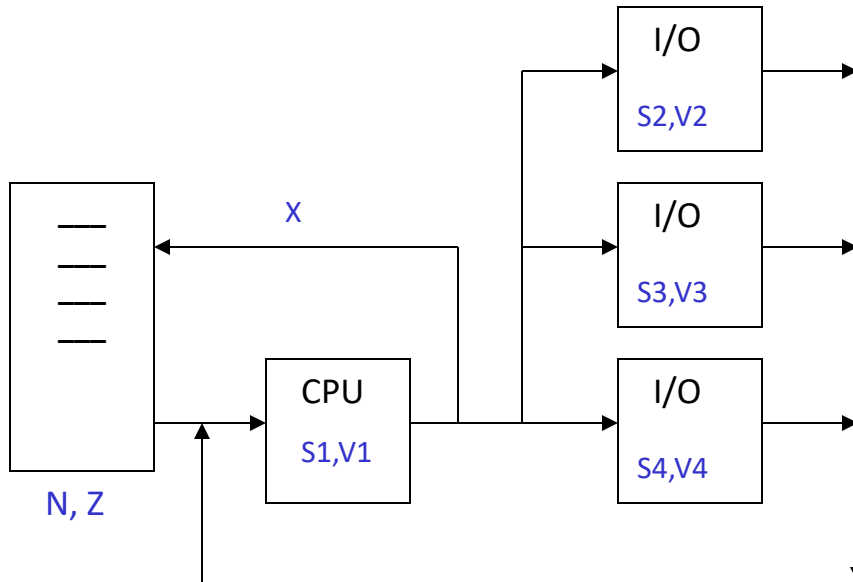 I/O
S2,V2
X
I/O
S3,V3
CPU
S1,V1
I/O
S4,V4
N, Z